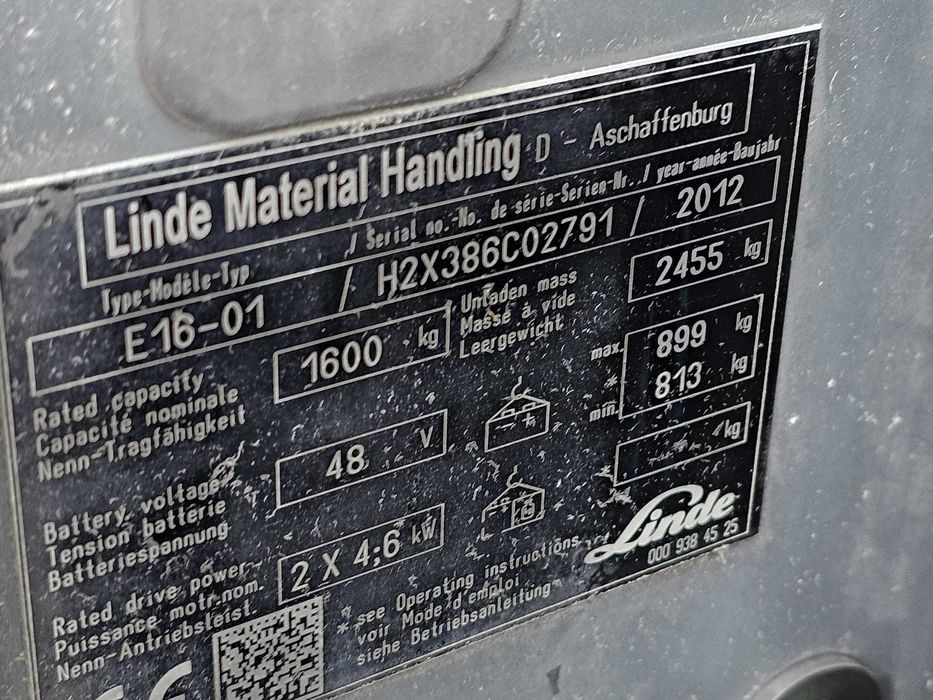 Linde Material Handling D - Aschaffenburg
Type-Modèle-Typ / Serial no.-No. de série-Serien-Nr. / year-année-Baujahr
E16-01 / H2X386C02791 / 2012
Rated capacity
Capacité nominale
Nenn-Tragfähigkeit
1600 kg
Unladen mass
Masse à vide
Leergewicht
2455 kg
Battery voltage
Tension batterie
Batteriespannung
48 V
max. 899 kg
*
min. 813 kg
Rated drive power
Puissance motr.nom.
Nenn-Antriebsleist.
2 X 4;6 kW
* kg
* see Operating instructions
voir Mode d'emploi
siehe Betriebsanleitung
Linde
000 938 45 25
CE